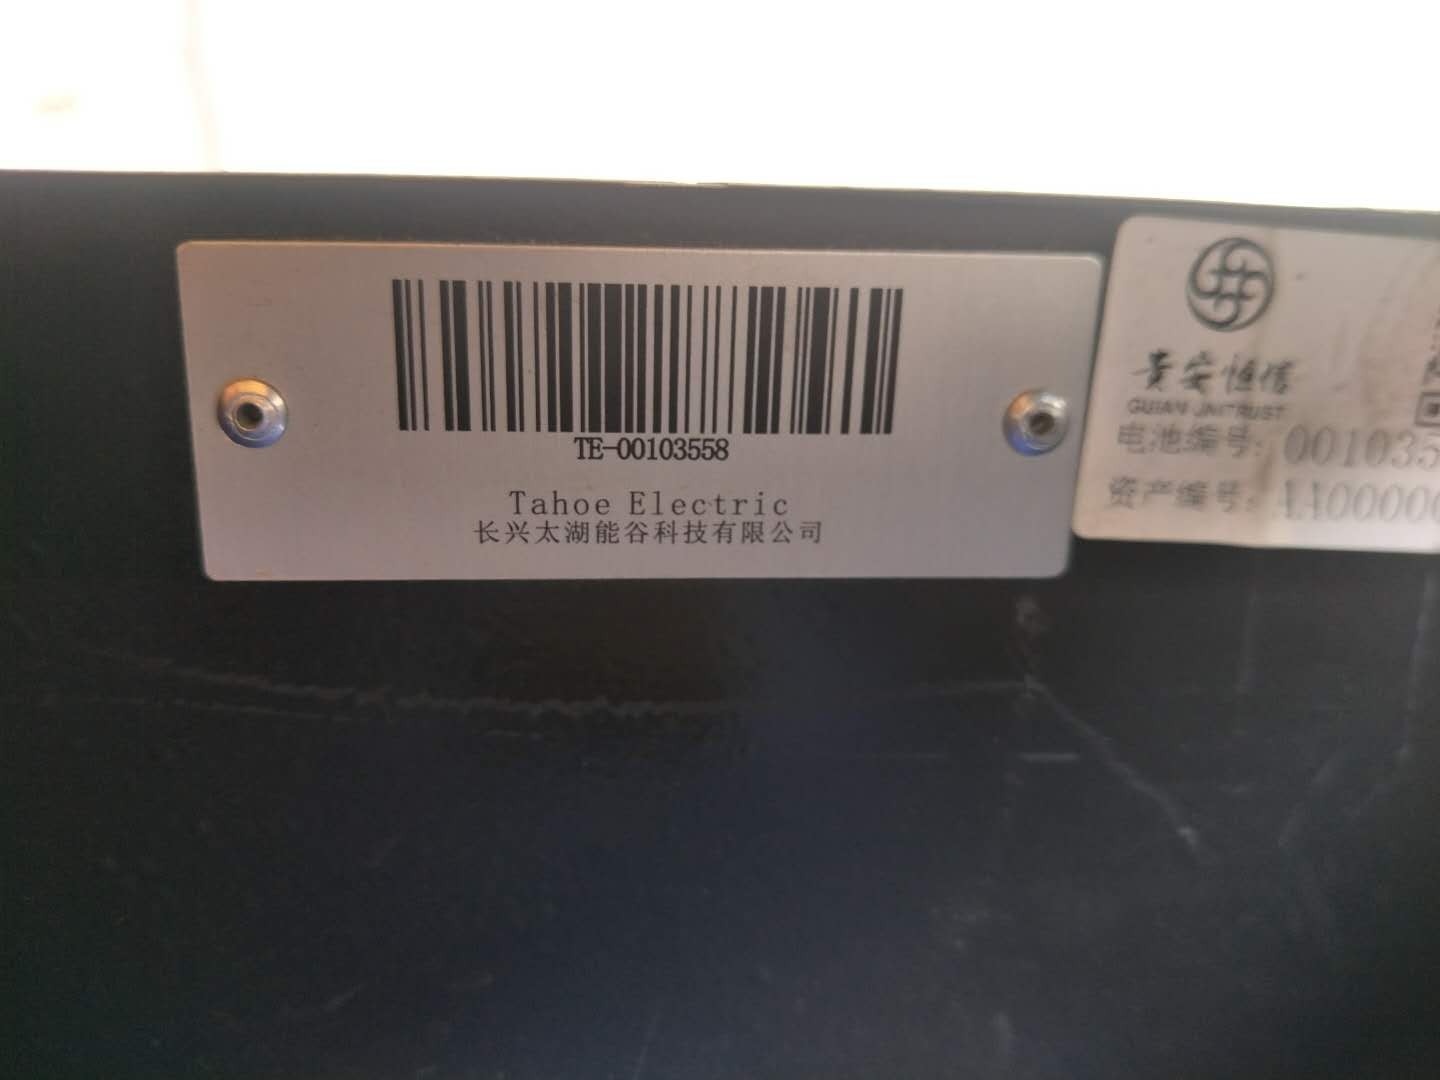 TE-00103558
Tahoe Electric
长兴太湖能谷科技有限公司
贵安恒信
GUIAN JNITRUST
电池编号: 001035
资产编号: